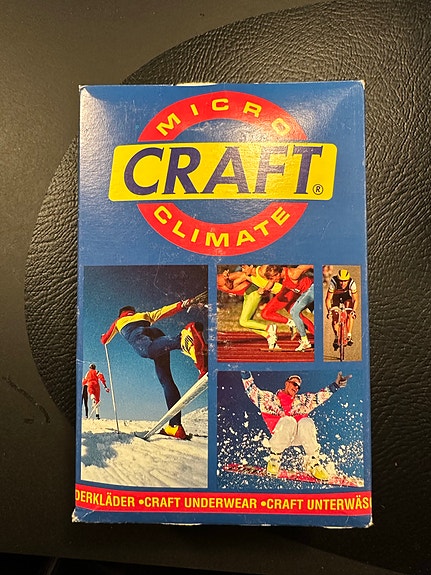 MICRO
CRAFT®
CLIMATE
DERKLÄDER •CRAFT UNDERWEAR •CRAFT UNTERWÄS